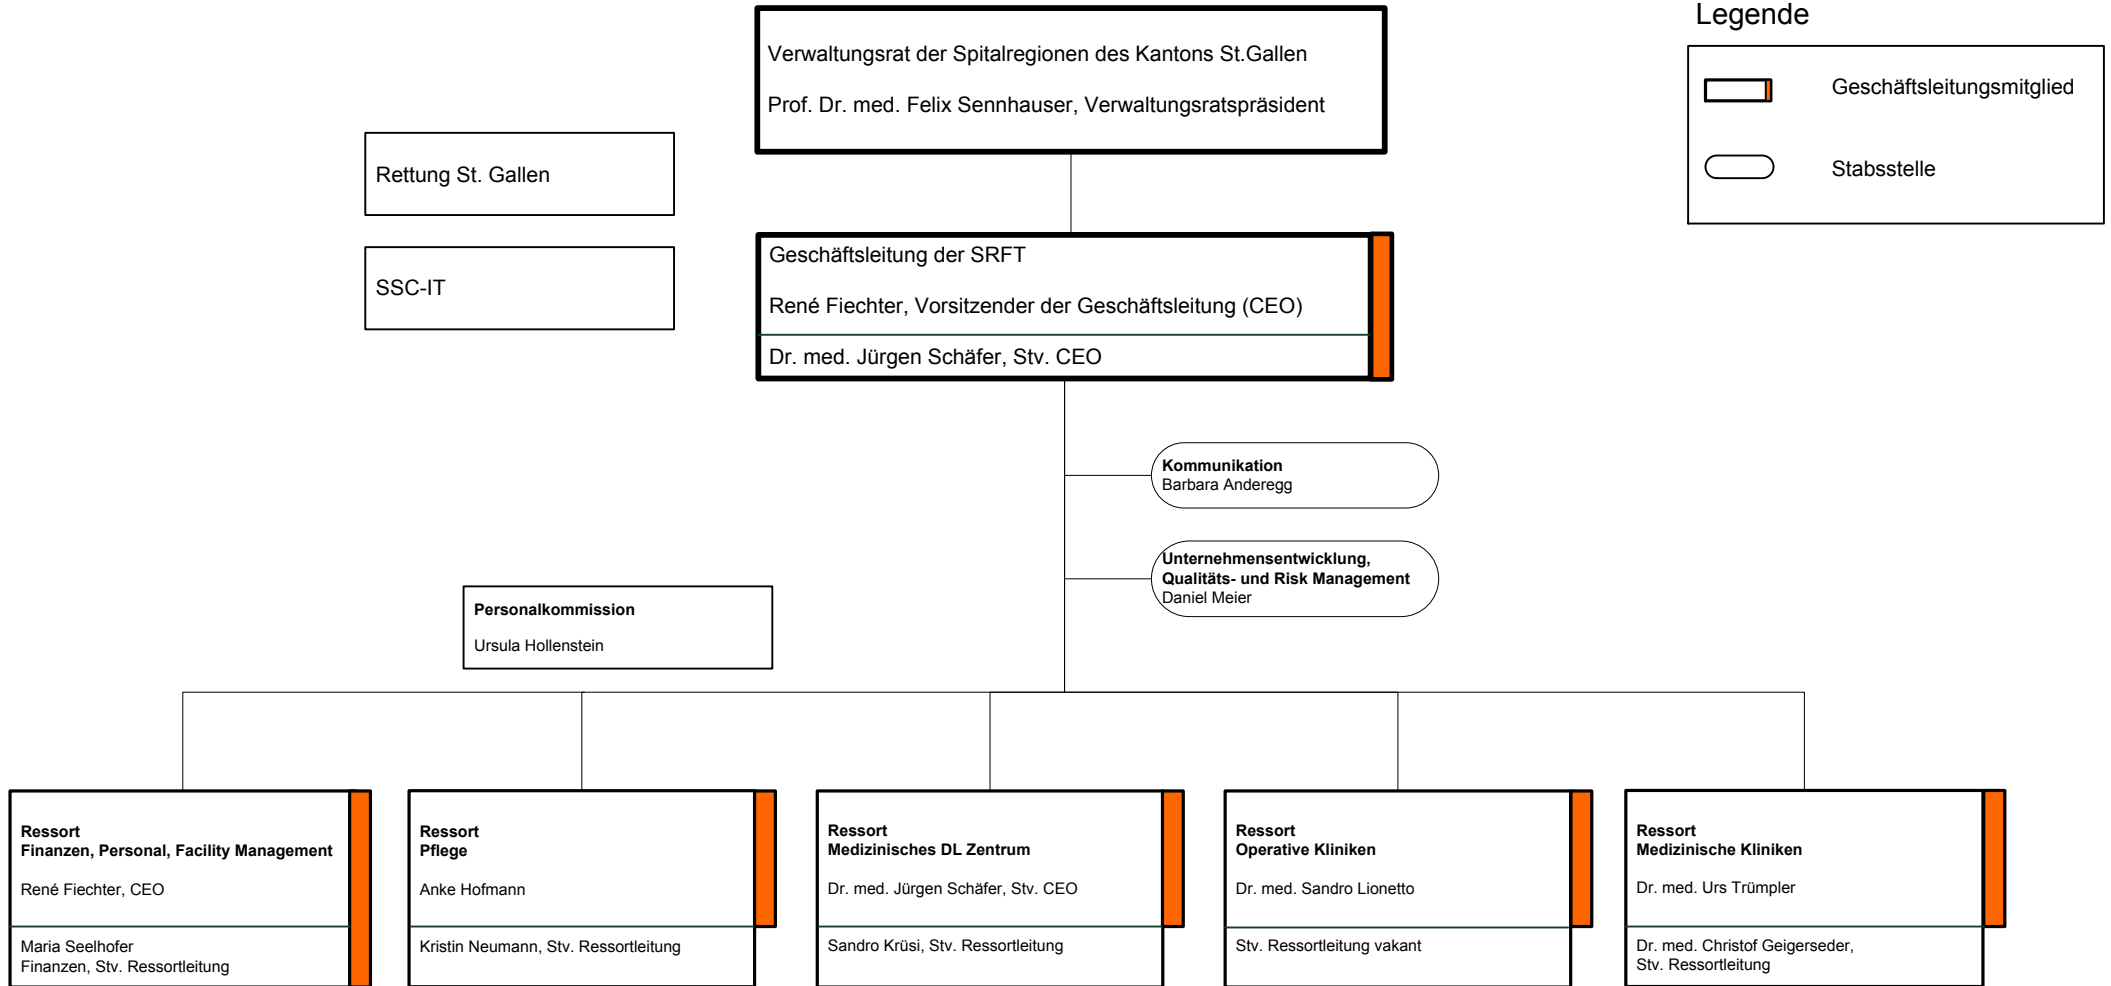 Legende
Geschäftsleitungsmitglied
Stabsstelle
Verwaltungsrat der Spitalregionen des Kantons St.Gallen
Prof. Dr. med. Felix Sennhauser, Verwaltungsratspräsident
Rettung St. Gallen
SSC-IT
Geschäftsleitung der SRFT
René Fiechter, Vorsitzender der Geschäftsleitung (CEO)
Dr. med. Jürgen Schäfer, Stv. CEO
Kommunikation
Barbara Anderegg
Unternehmensentwicklung,
Qualitäts- und Risk Management
Daniel Meier
Personalkommission
Ursula Hollenstein
Ressort
Finanzen, Personal, Facility Management
René Fiechter, CEO
Maria Seelhofer
Finanzen, Stv. Ressortleitung
Ressort
Pflege
Anke Hofmann
Kristin Neumann, Stv. Ressortleitung
Ressort
Medizinisches DL Zentrum
Dr. med. Jürgen Schäfer, Stv. CEO
Sandro Krüsi, Stv. Ressortleitung
Ressort
Operative Kliniken
Dr. med. Sandro Lionetto
Stv. Ressortleitung vakant
Ressort
Medizinische Kliniken
Dr. med. Urs Trümpler
Dr. med. Christof Geigerseder,
Stv. Ressortleitung